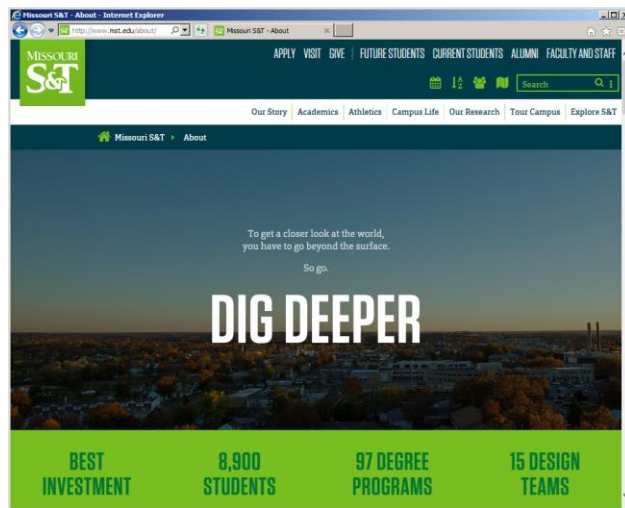 Missouri S&T - About - Internet Explorer
http://www.mst.edu/about/
Missouri S&T - About
APPLY VISIT GIVE | FUTURE STUDENTS CURRENT STUDENTS ALUMNI FACULTY AND STAFF
MISSOURI
S&T
Search
Our Story Academics Athletics Campus Life Our Research Tour Campus Explore S&T
Missouri S&T About
To get a closer look at the world,
you have to go beyond the surface.
So go.
DIG DEEPER
BEST INVESTMENT
8,900 STUDENTS
97 DEGREE PROGRAMS
15 DESIGN TEAMS